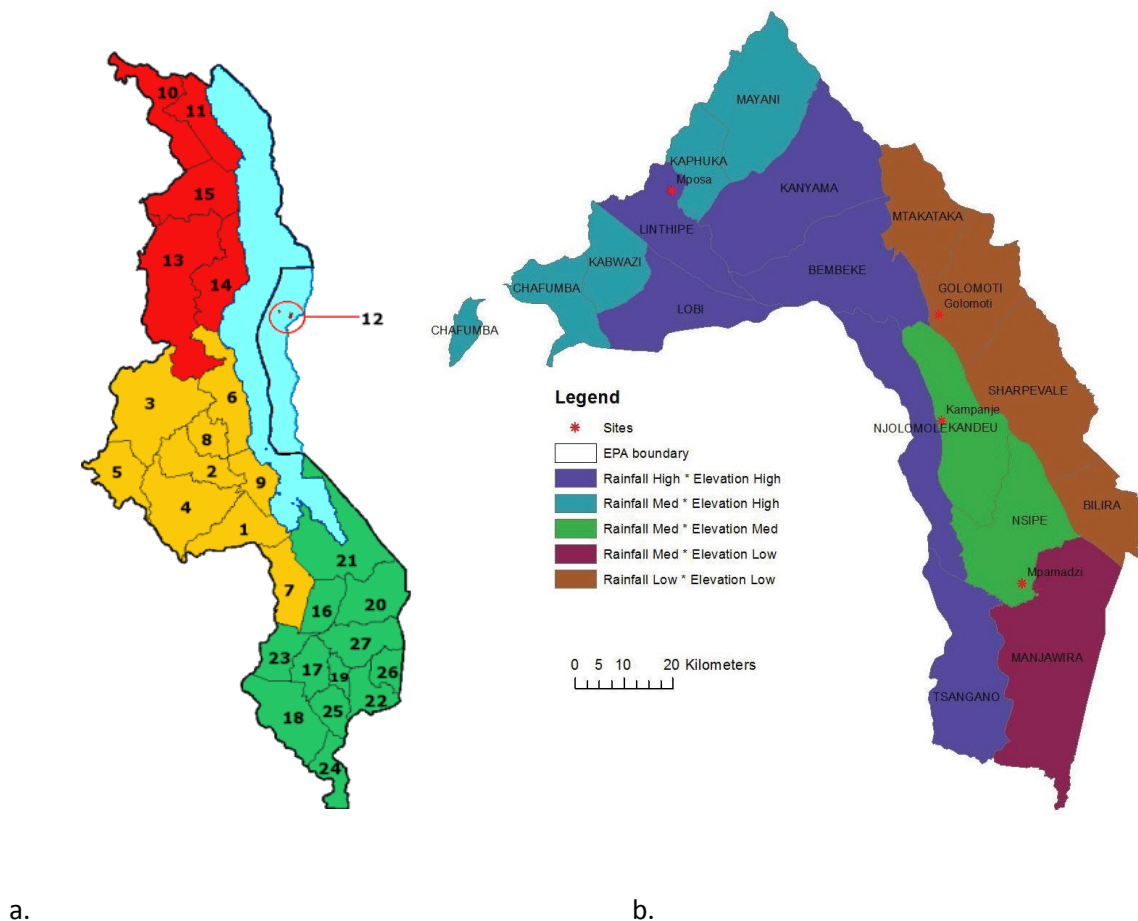 10
11
15
13
14
12
3
6
8
5
2
9
4
1
7
21
16
20
27
23
17
19
26
22
18
25
24
MAYANI
KAPHUKA
Mposa
KANYAMA
LINTHIPE
MTAKATAKA
KABWAZI
BEMBEKE
CHAFUMBA
GOLOMOTI
Golomoti
LOBI
CHAFUMBA
SHARPEVALE
Kampanje
NJOLOMOLE
KANDEU
BILIRA
NSIPE
Mpamadzi
MANJAWIRA
TSANGANO
Legend
Sites
EPA boundary
Rainfall High * Elevation High
Rainfall Med * Elevation High
Rainfall Med * Elevation Med
Rainfall Med * Elevation Low
Rainfall Low * Elevation Low
0 5 10 20 Kilometers
a.
b.